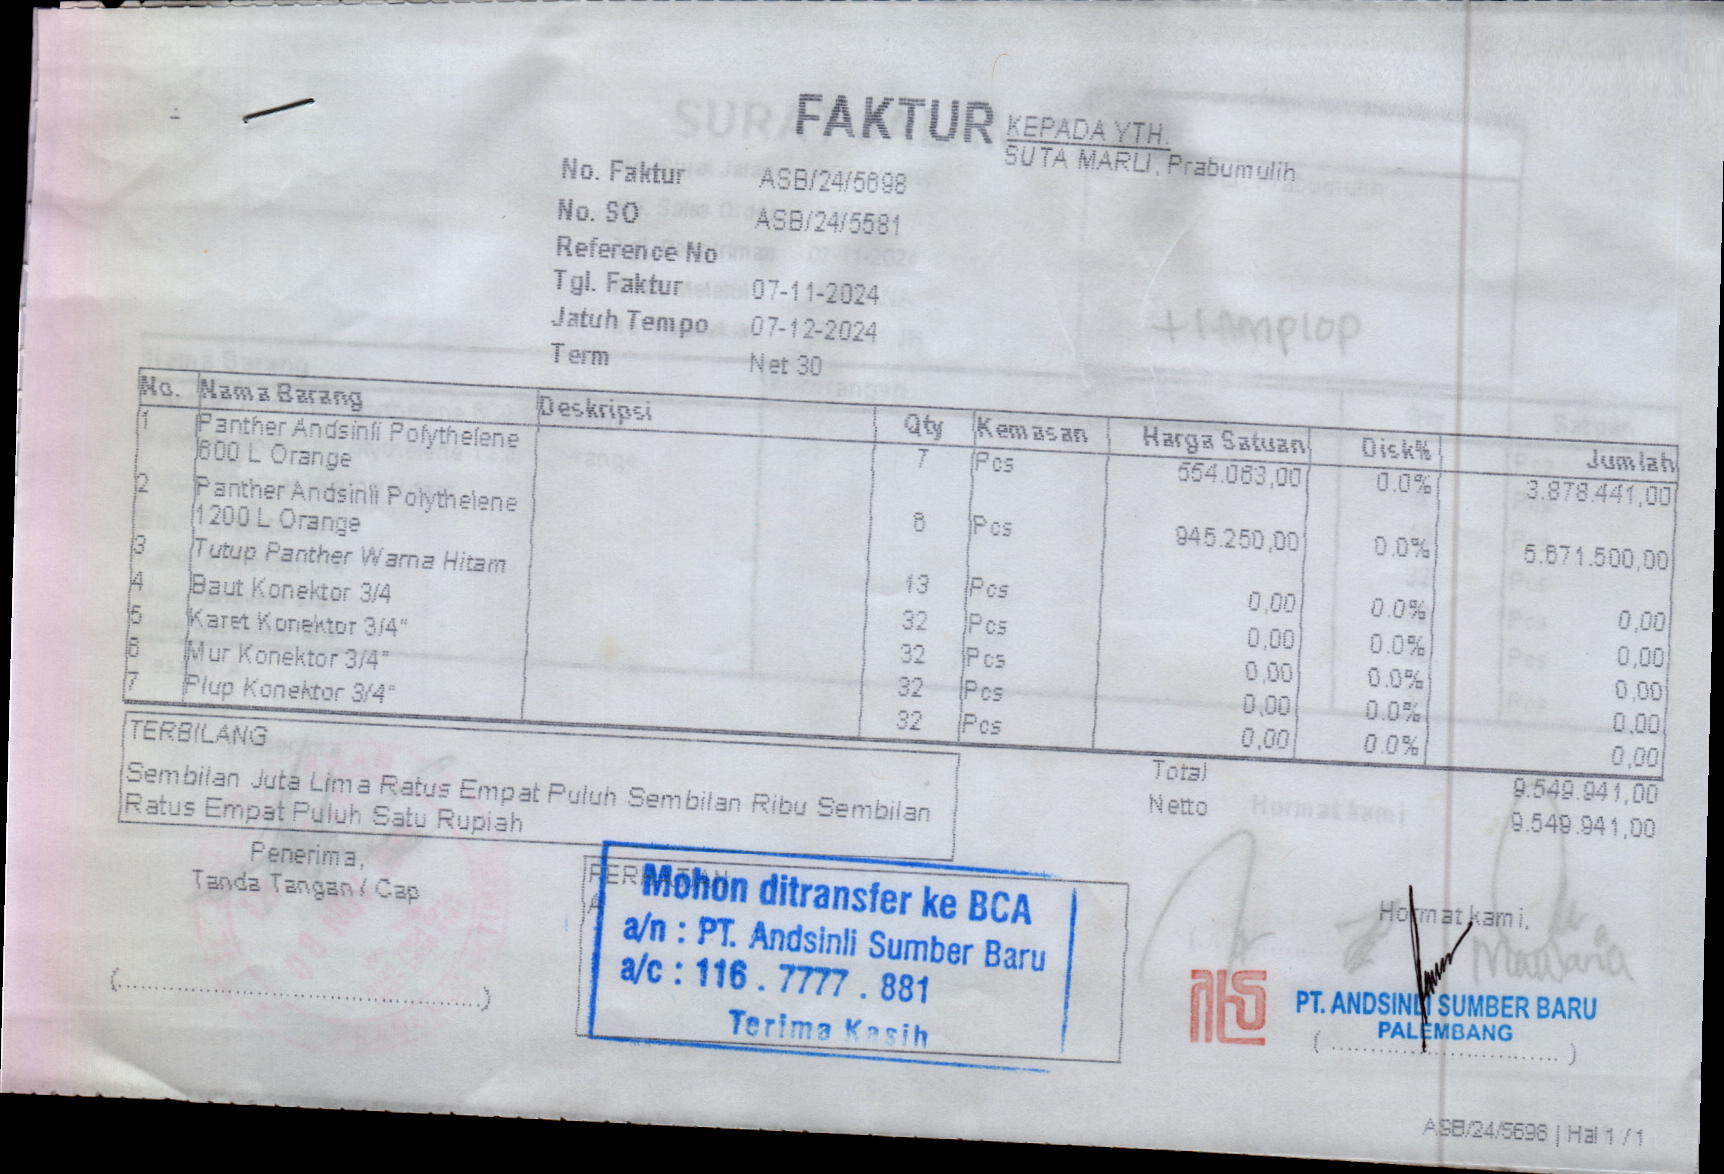 FAKTUR
KEPADA YTH.
SUTA MARLI, Prabumulih
No. Faktur ASB/24/5698
No. SO ASB/24/5581
Reference No
Tgl. Faktur 07-11-2024
Jatuh Tempo 07-12-2024
Term Net 30
+1 Amplop
No. Nama Barang Deskripsi Qty Kemasan Harga Satuan Disk% Jumlah
1 Panther Andsinli Polythelene 7 Pcs 554.063,00 0.0% 3.878.441,00
600 L Orange
2 Panther Andsinli Polythelene 6 Pcs 945.250,00 0.0% 5.671.500,00
1200 L Orange
3 Tutup Panther Warna Hitam 13 Pcs 0,00 0.0% 0,00
4 Baut Konektor 3/4 32 Pcs 0,00 0.0% 0,00
5 Karet Konektor 3/4" 32 Pcs 0,00 0.0% 0,00
6 Mur Konektor 3/4" 32 Pcs 0,00 0.0% 0,00
7 Plup Konektor 3/4" 32 Pcs 0,00 0.0% 0,00
TERBILANG
Sembilan Juta Lima Ratus Empat Puluh Sembilan Ribu Sembilan
Ratus Empat Puluh Satu Rupiah
Total 9.549.941,00
Netto 9.549.941,00
Penerima,
Tanda Tangan / Cap
(................................................)
Mohon ditransfer ke BCA
a/n : PT. Andsinli Sumber Baru
a/c : 116 . 7777 . 881
Terima Kasih
Hormat kami,
Hormat kami
Mawaria
PT. ANDSINLI SUMBER BARU
PALEMBANG
( ............................... )
ASB/24/5698 | Hal 1 / 1